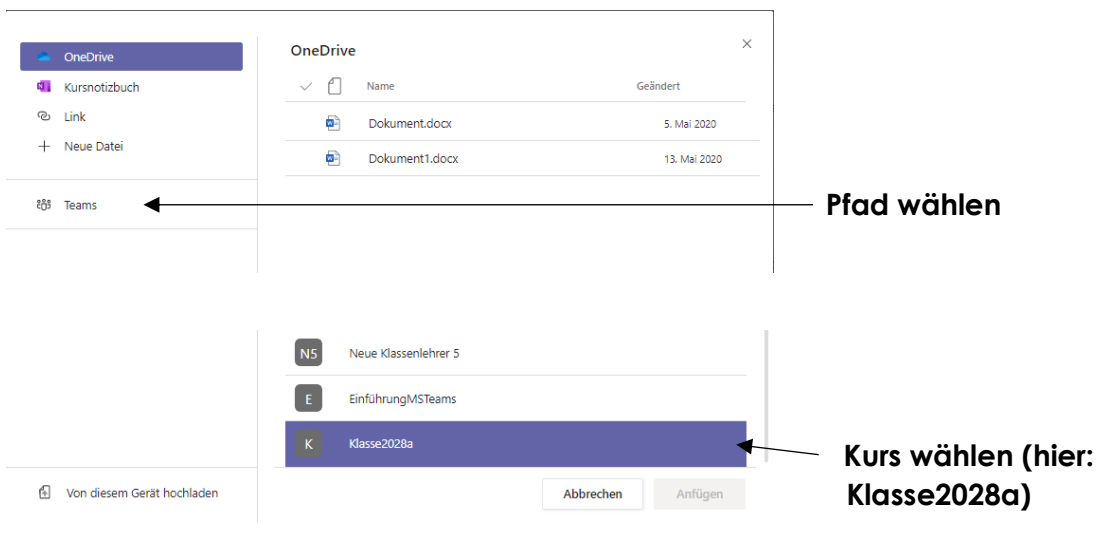 OneDrive
Kursnotizbuch
Link
Neue Datei
Teams
OneDrive
Name Geändert
Dokument.docx 5. Mai 2020
Dokument1.docx 13. Mai 2020
Pfad wählen
N5 Neue Klassenlehrer 5
E EinführungMSTeams
K Klasse2028a
Kurs wählen (hier:
Klasse2028a)
Von diesem Gerät hochladen
Abbrechen Anfügen